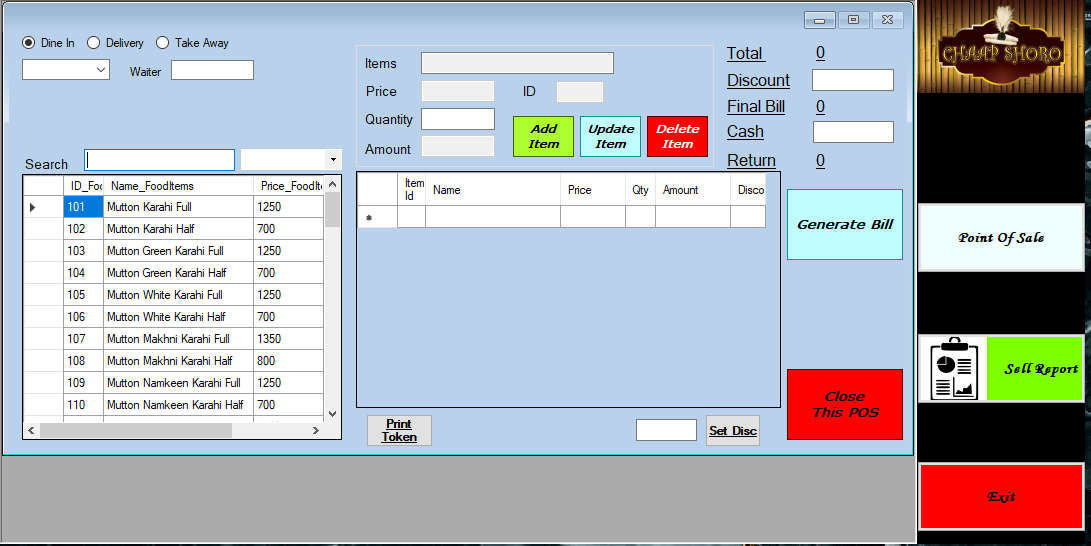 Dine In Delivery Take Away
Waiter
Search
ID_Foo Name_FoodItems Price_FoodIte
101 Mutton Karahi Full 1250
102 Mutton Karahi Half 700
103 Mutton Green Karahi Full 1250
104 Mutton Green Karahi Half 700
105 Mutton White Karahi Full 1250
106 Mutton White Karahi Half 700
107 Mutton Makhni Karahi Full 1350
108 Mutton Makhni Karahi Half 800
109 Mutton Namkeen Karahi Full 1250
110 Mutton Namkeen Karahi Half 700
Items
Price ID
Quantity
Amount
Add
Item
Update
Item
Delete
Item
Item
Id Name Price Qty Amount Disco
Print
Token
Set Disc
Total 0
Discount
Final Bill 0
Cash
Return 0
Generate Bill
Close
This POS
CHAAP SHORO
Point Of Sale
Sell Report
Exit